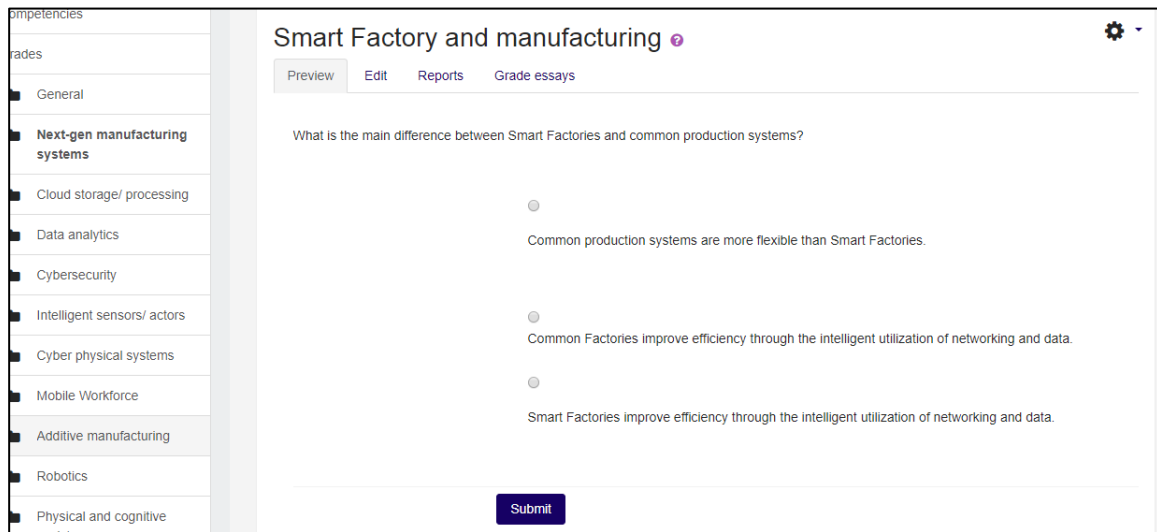 Smart Factory and manufacturing ?
Preview Edit Reports Grade essays
General
Next-gen manufacturing
systems
Cloud storage/ processing
Data analytics
Cybersecurity
Intelligent sensors/ actors
Cyber physical systems
Mobile Workforce
Additive manufacturing
Robotics
Physical and cognitive
What is the main difference between Smart Factories and common production systems?
Common production systems are more flexible than Smart Factories.
Common Factories improve efficiency through the intelligent utilization of networking and data.
Smart Factories improve efficiency through the intelligent utilization of networking and data.
Submit